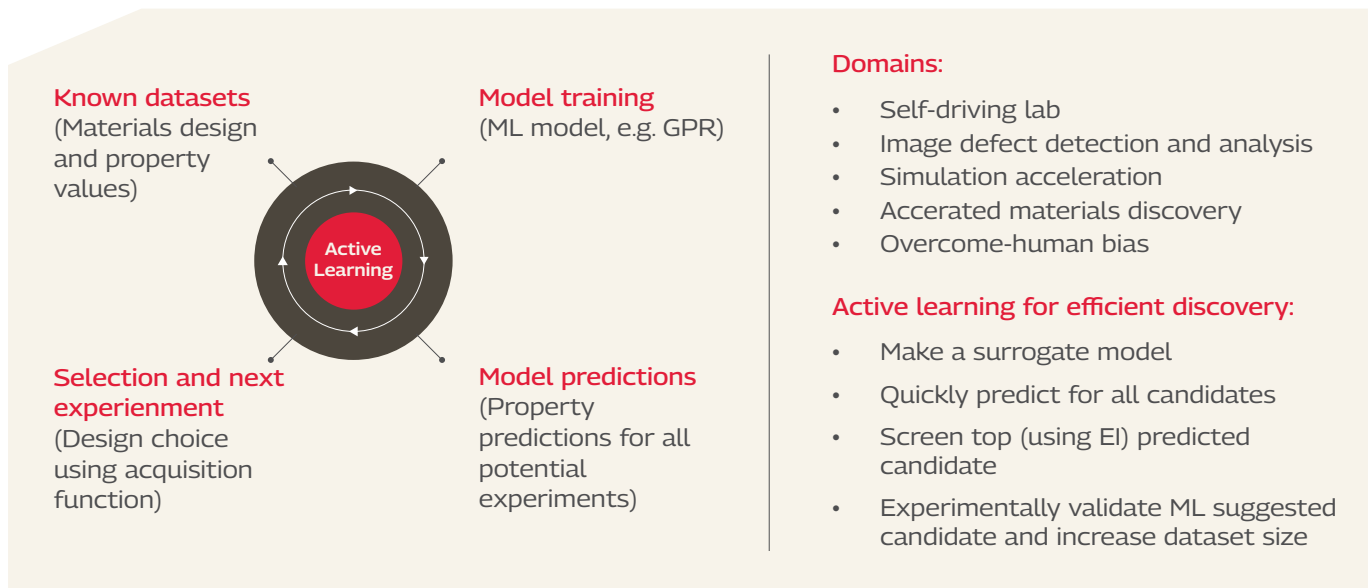 Known datasets
(Materials design
and property
values)
Model training
(ML model, e.g. GPR)
Active
Learning
Selection and next
experienment
(Design choice
using acquisition
function)
Model predictions
(Property
predictions for all
potential
experiments)
Domains:
• Self-driving lab
• Image defect detection and analysis
• Simulation acceleration
• Accerated materials discovery
• Overcome-human bias
Active learning for efficient discovery:
• Make a surrogate model
• Quickly predict for all candidates
• Screen top (using EI) predicted
candidate
• Experimentally validate ML suggested
candidate and increase dataset size